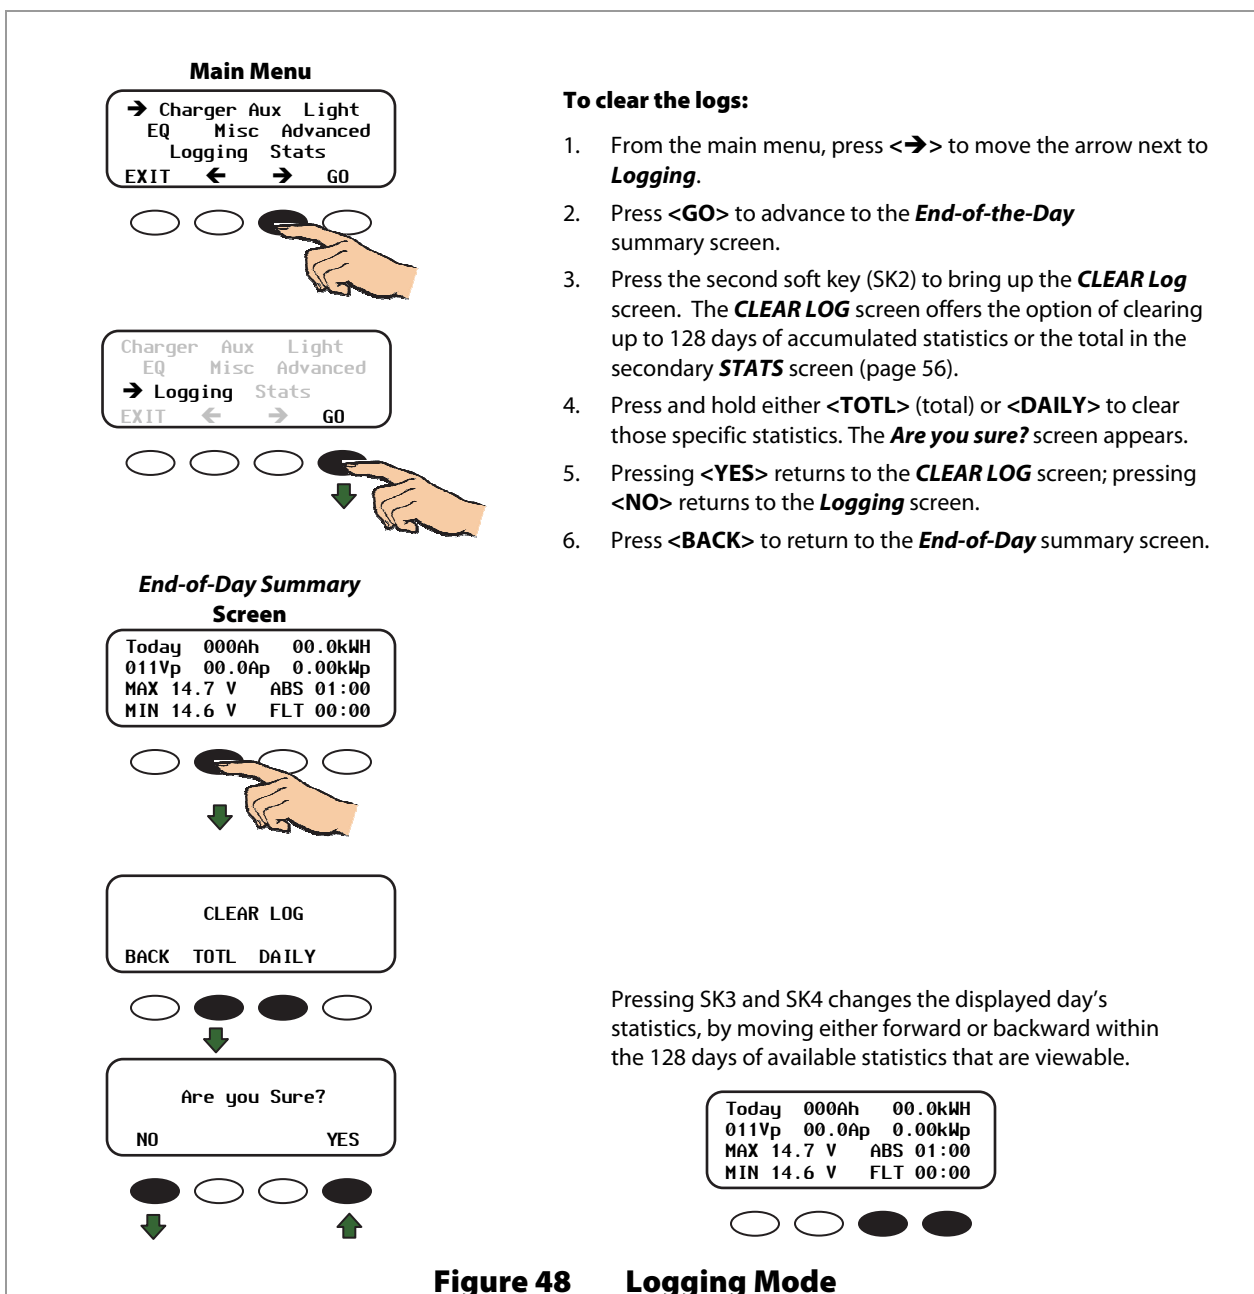 Main Menu
➔ Charger Aux Light
EQ Misc Advanced
Logging Stats
EXIT ← → GO
Charger Aux Light
EQ Misc Advanced
➔ Logging Stats
EXIT ← → GO
End-of-Day Summary
Screen
Today 000Ah 00.0kWH
011Vp 00.0Ap 0.00kWp
MAX 14.7 V ABS 01:00
MIN 14.6 V FLT 00:00
CLEAR LOG
BACK TOTL DAILY
Are you Sure?
NO YES
To clear the logs:
1. From the main menu, press <➔> to move the arrow next to
Logging.
2. Press <GO> to advance to the End-of-the-Day
summary screen.
3. Press the second soft key (SK2) to bring up the CLEAR Log
screen. The CLEAR LOG screen offers the option of clearing
up to 128 days of accumulated statistics or the total in the
secondary STATS screen (page 56).
4. Press and hold either <TOTL> (total) or <DAILY> to clear
those specific statistics. The Are you sure? screen appears.
5. Pressing <YES> returns to the CLEAR LOG screen; pressing
<NO> returns to the Logging screen.
6. Press <BACK> to return to the End-of-Day summary screen.
Pressing SK3 and SK4 changes the displayed day's
statistics, by moving either forward or backward within
the 128 days of available statistics that are viewable.
Today 000Ah 00.0kWH
011Vp 00.0Ap 0.00kWp
MAX 14.7 V ABS 01:00
MIN 14.6 V FLT 00:00
Figure 48 Logging Mode